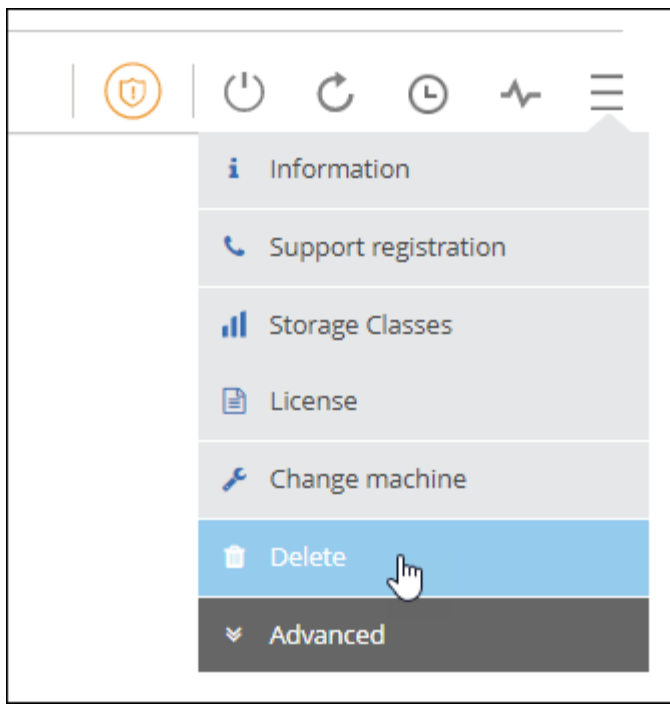 Information
Support registration
Storage Classes
License
Change machine
Delete
Advanced